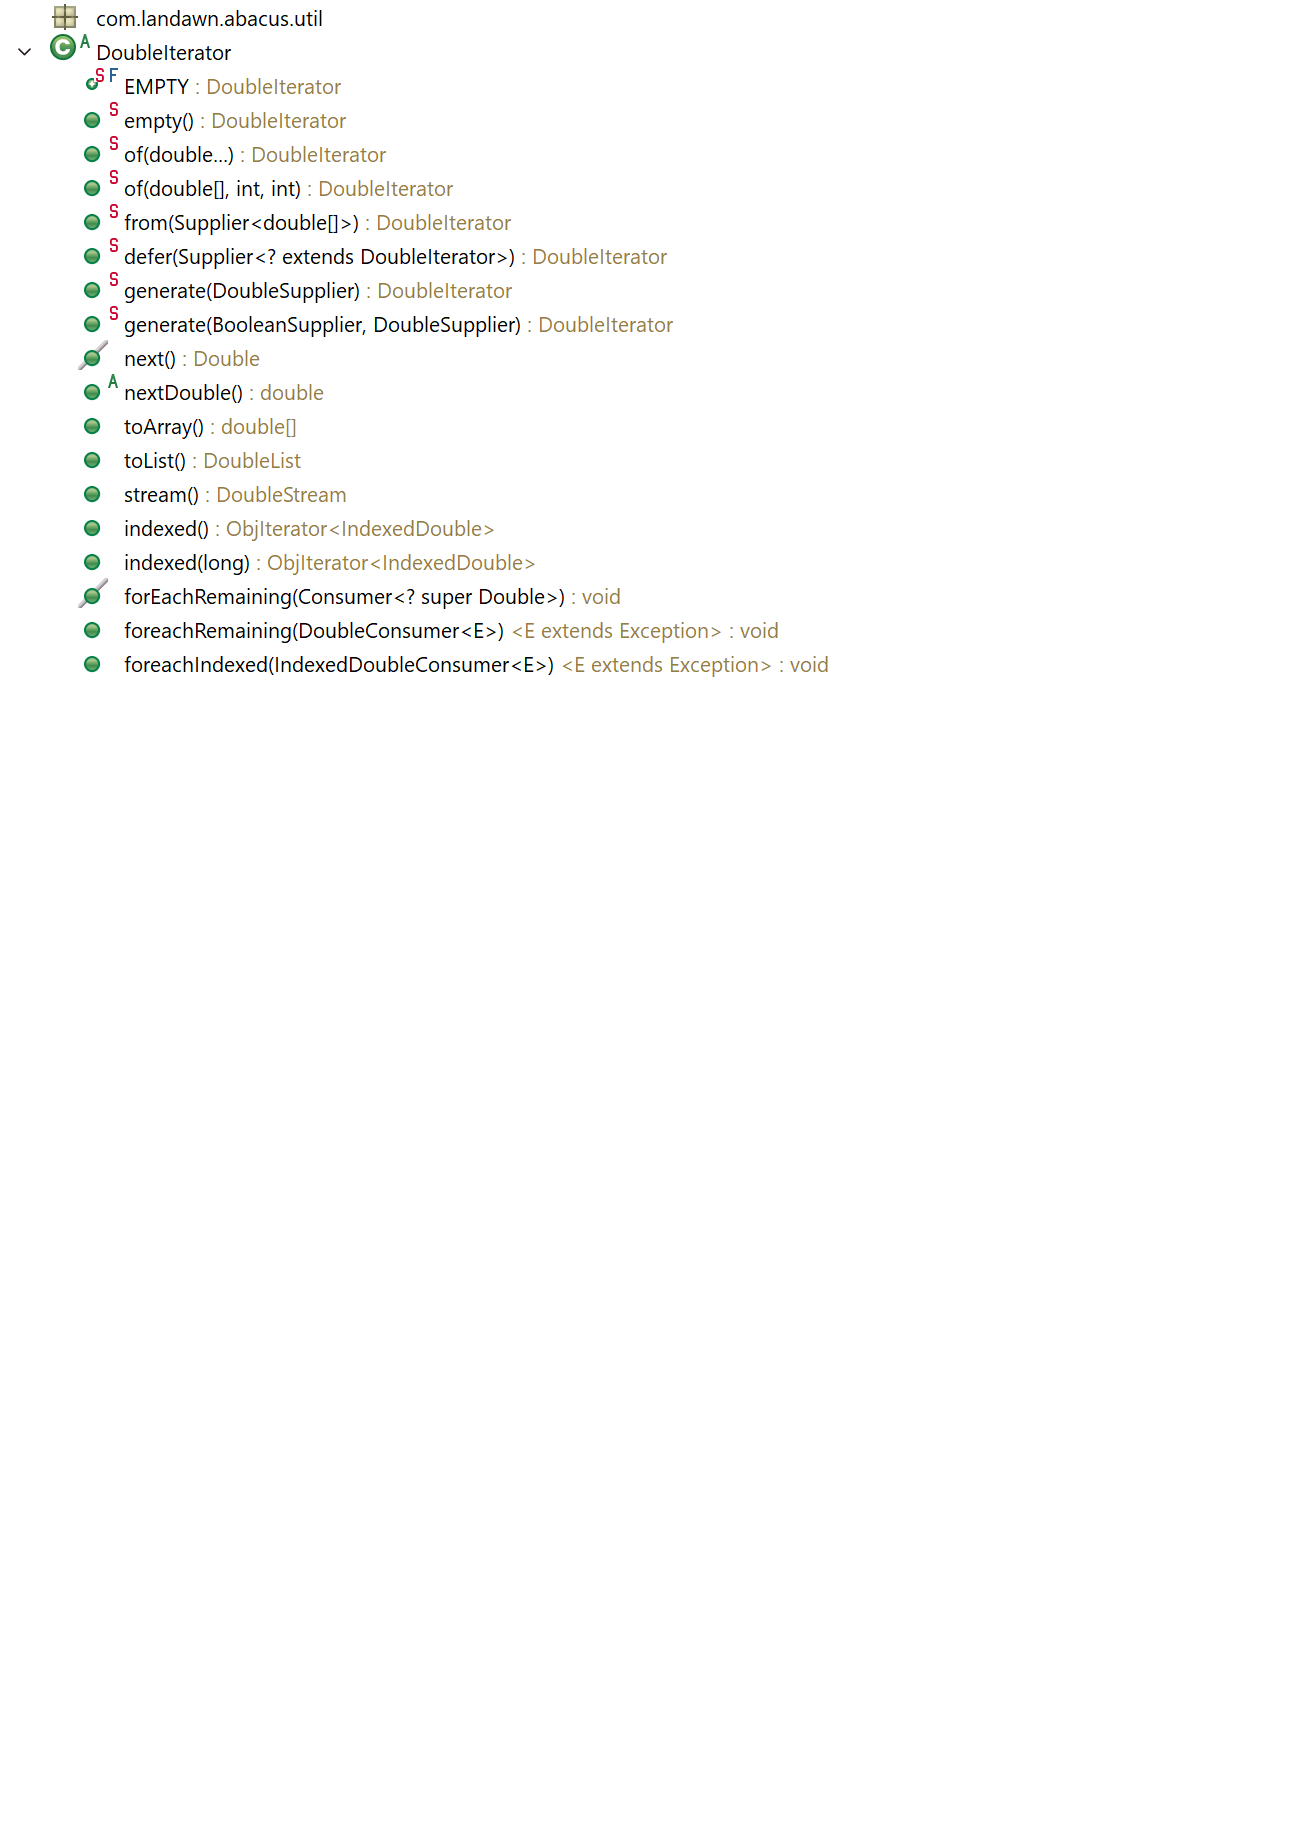 com.landawn.abacus.util
C A DoubleIterator
S F EMPTY : DoubleIterator
S empty() : DoubleIterator
S of(double...) : DoubleIterator
S of(double[], int, int) : DoubleIterator
S from(Supplier<double[]>) : DoubleIterator
S defer(Supplier<? extends DoubleIterator>) : DoubleIterator
S generate(DoubleSupplier) : DoubleIterator
S generate(BooleanSupplier, DoubleSupplier) : DoubleIterator
next() : Double
A nextDouble() : double
toArray() : double[]
toList() : DoubleList
stream() : DoubleStream
indexed() : ObjIterator<IndexedDouble>
indexed(long) : ObjIterator<IndexedDouble>
forEachRemaining(Consumer<? super Double>) : void
foreachRemaining(DoubleConsumer<E>) <E extends Exception> : void
foreachIndexed(IndexedDoubleConsumer<E>) <E extends Exception> : void